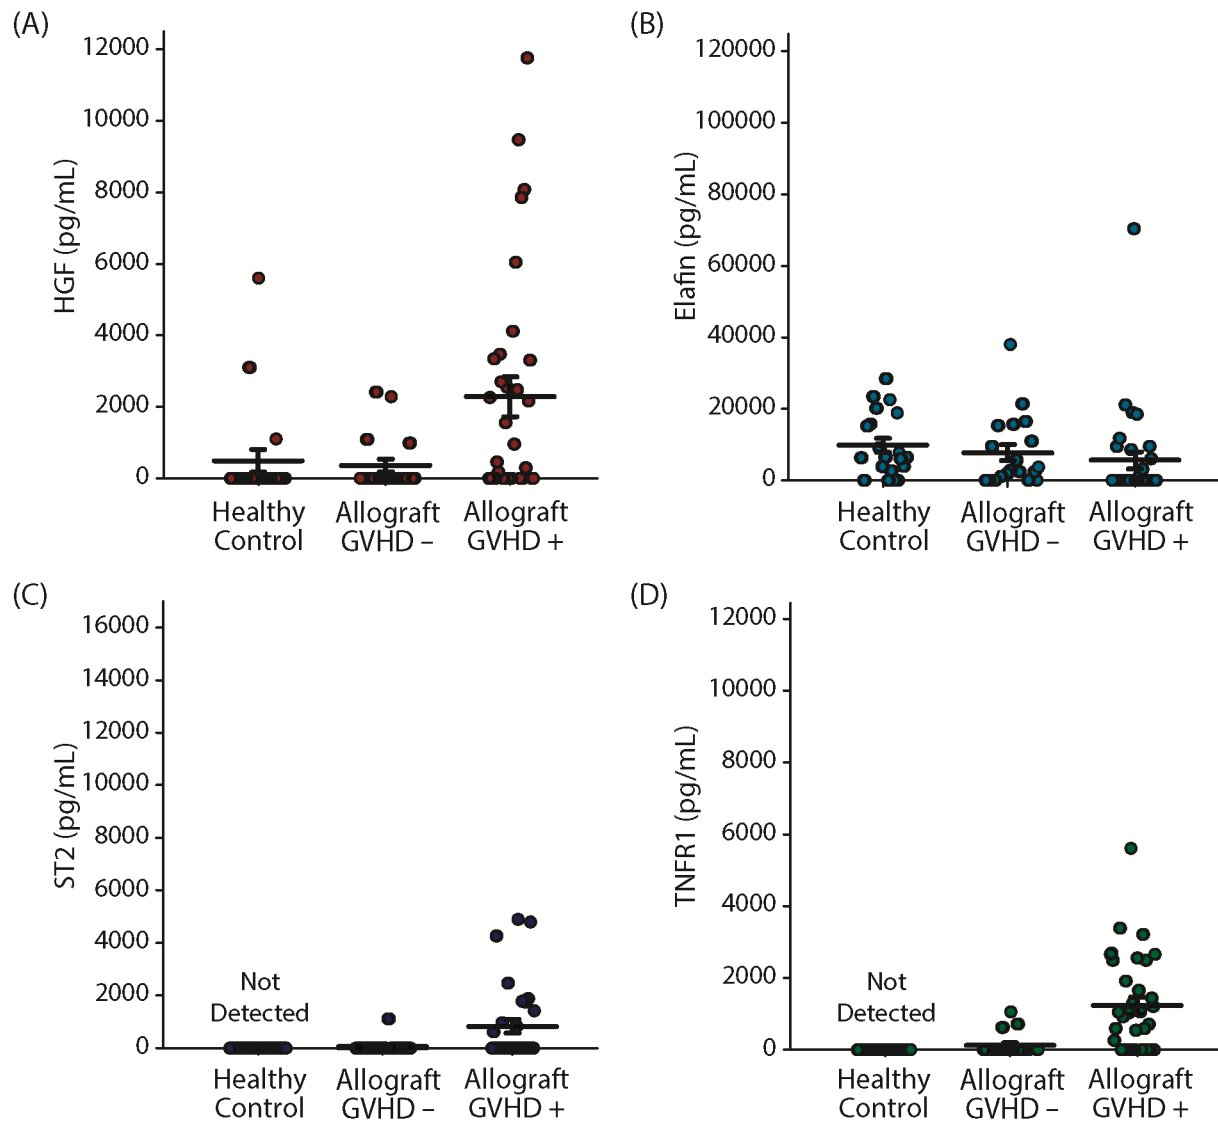 (A)
HGF (pg/mL)
12000
10000
8000
6000
4000
2000
0
Healthy
Control
Allograft
GVHD –
Allograft
GVHD +
(B)
Elafin (pg/mL)
120000
100000
80000
60000
40000
20000
0
Healthy
Control
Allograft
GVHD –
Allograft
GVHD +
(C)
ST2 (pg/mL)
16000
14000
12000
10000
8000
6000
4000
2000
0
Not
Detected
Healthy
Control
Allograft
GVHD –
Allograft
GVHD +
(D)
TNFR1 (pg/mL)
12000
10000
8000
6000
4000
2000
0
Not
Detected
Healthy
Control
Allograft
GVHD –
Allograft
GVHD +